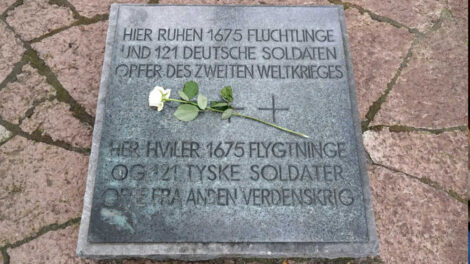 HIER RUHEN 1675 FLÜCHTLINGE
UND 121 DEUTSCHE SOLDATEN
OPFER DES ZWEITEN WELTKRIEGES
HER HVILER 1675 FLYGTNINGE
OG 121 TYSKE SOLDATER
OFRE FRA ANDEN VERDENSKRIG